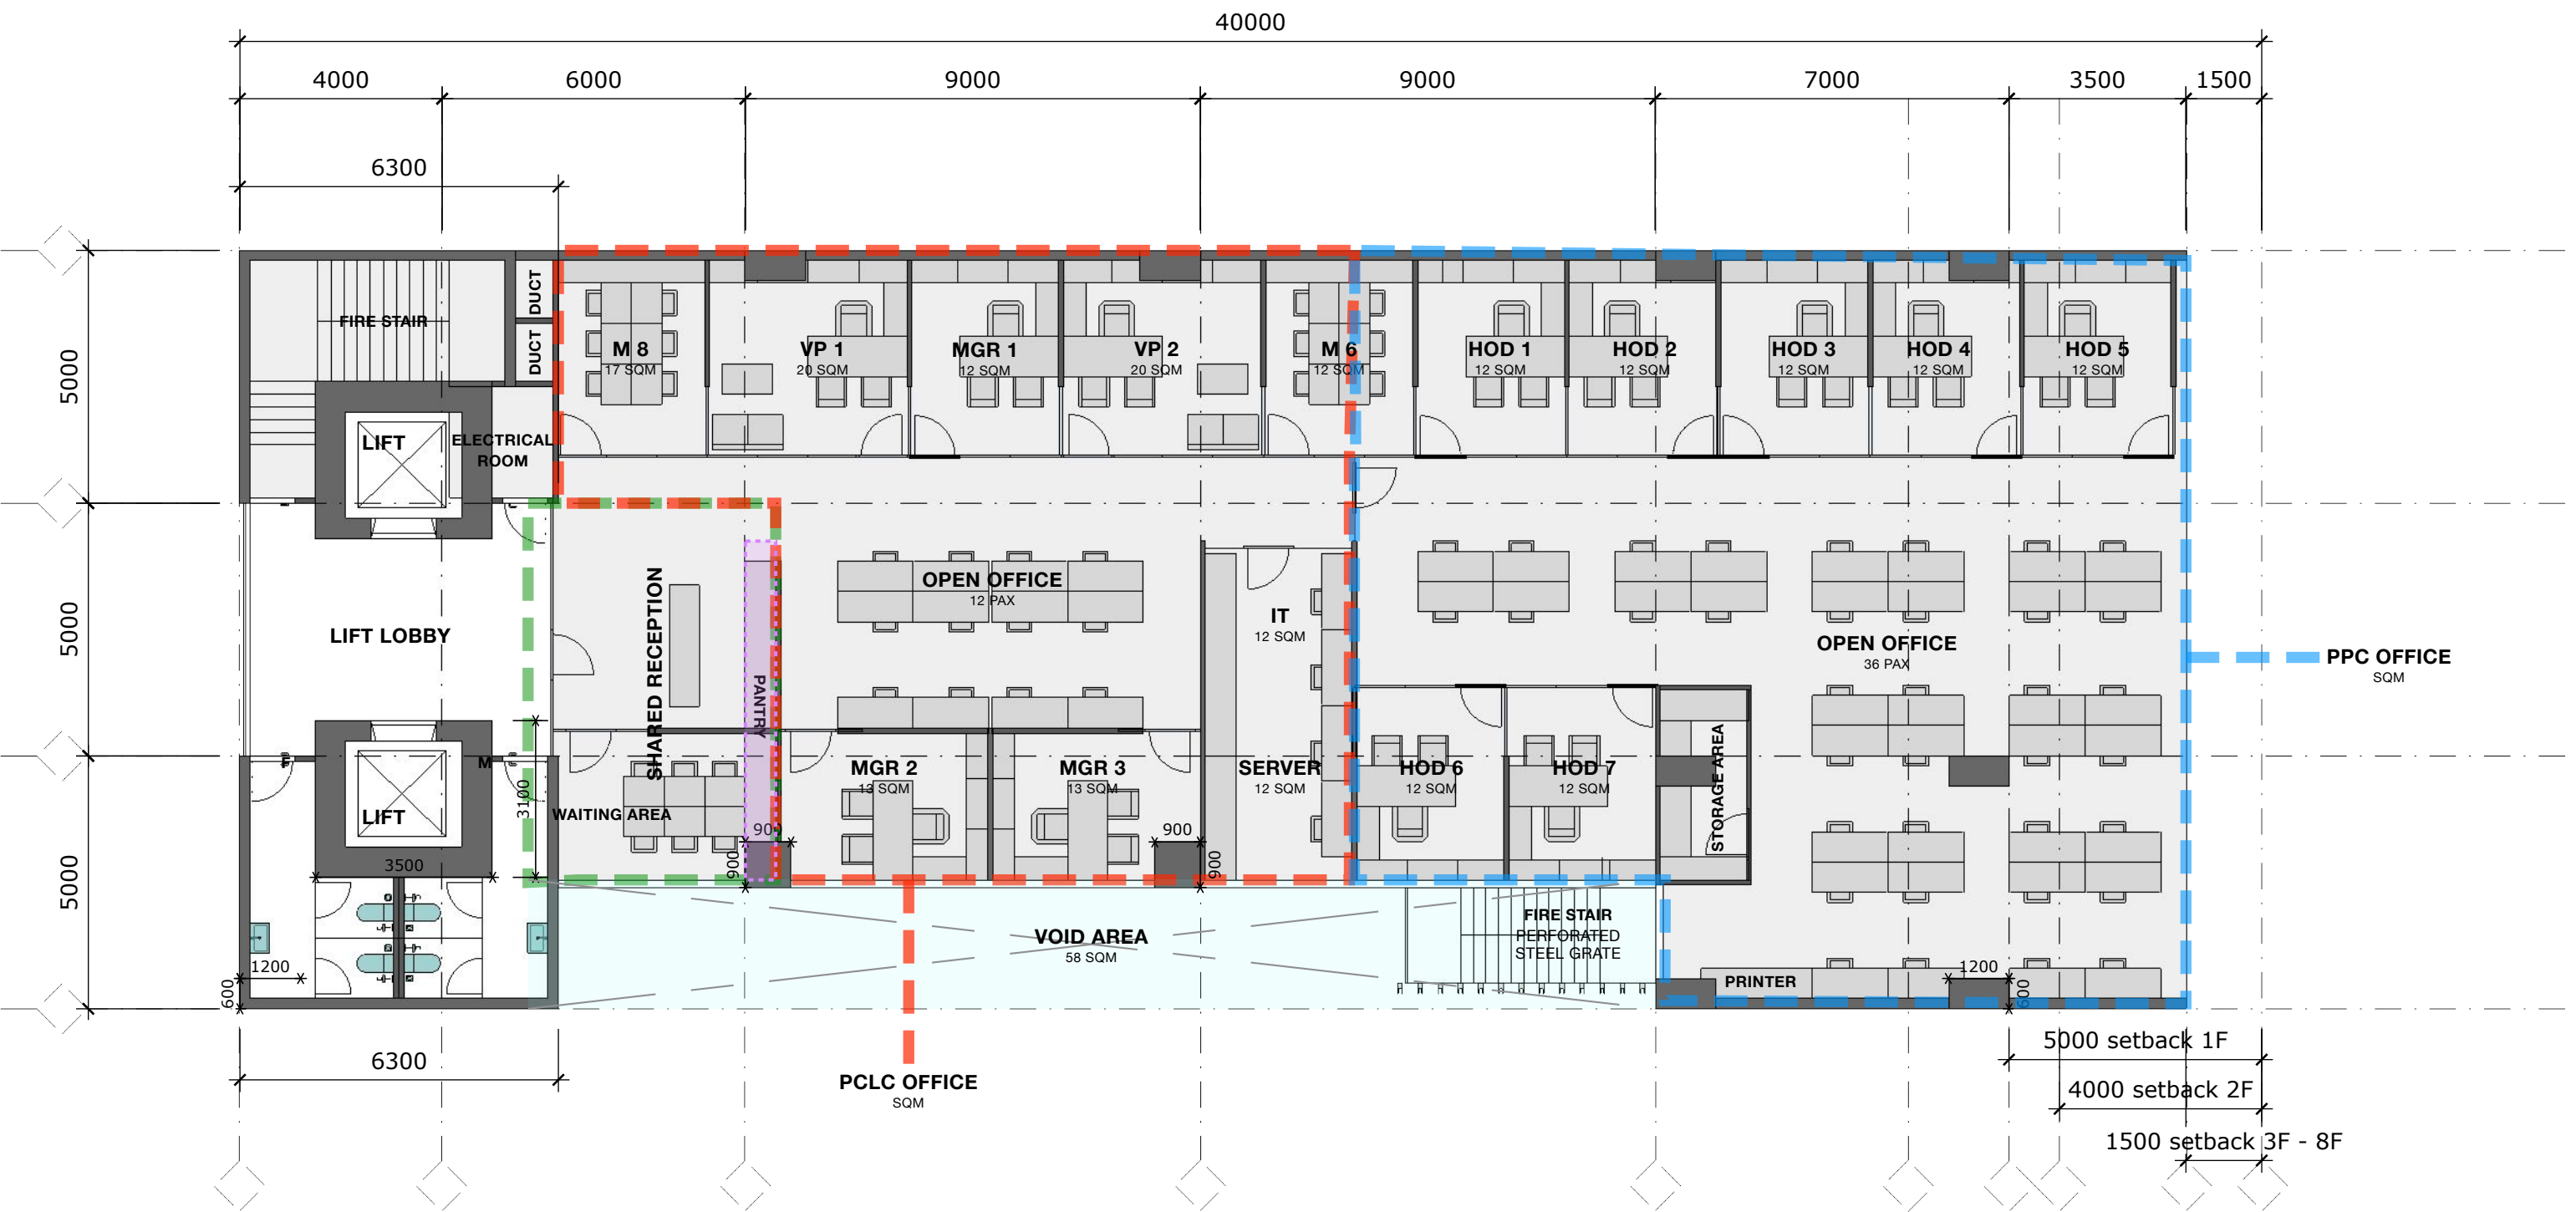 40000
4000
6000
9000
9000
7000
3500
1500
6300
5000
5000
5000
FIRE STAIR
DUCT
DUCT
LIFT
ELECTRICAL
ROOM
M 8
17 SQM
VP 1
20 SQM
MGR 1
12 SQM
VP 2
20 SQM
M 6
12 SQM
HOD 1
12 SQM
HOD 2
12 SQM
HOD 3
12 SQM
HOD 4
12 SQM
HOD 5
12 SQM
LIFT LOBBY
SHARED RECEPTION
PANTRY
OPEN OFFICE
12 PAX
IT
12 SQM
OPEN OFFICE
36 PAX
PPC OFFICE
SQM
M
LIFT
3100
3500
WAITING AREA
900
900
MGR 2
13 SQM
MGR 3
13 SQM
900
900
SERVER
12 SQM
HOD 6
12 SQM
HOD 7
12 SQM
STORAGE AREA
VOID AREA
58 SQM
FIRE STAIR
PERFORATED
STEEL GRATE
PRINTER
1200
600
1200
600
6300
PCLC OFFICE
SQM
5000 setback 1F
4000 setback 2F
1500 setback 3F - 8F